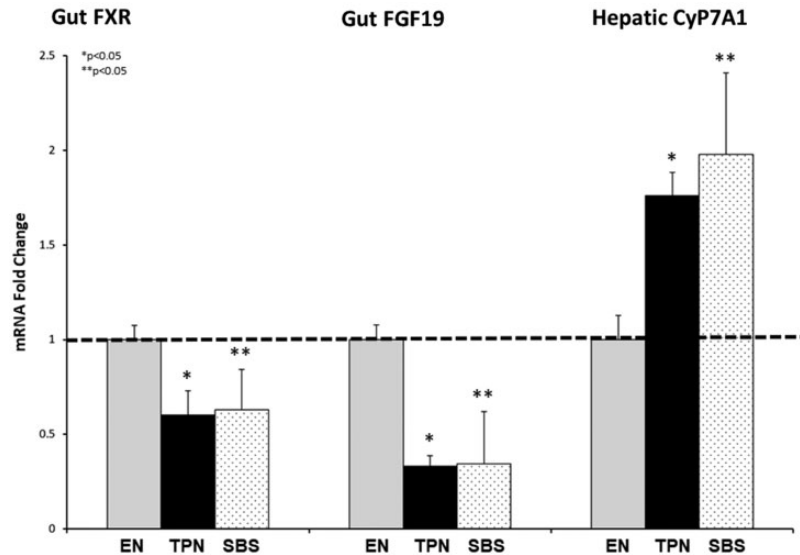 Gut FXR
Gut FGF19
Hepatic CyP7A1
*p<0.05
**p<0.05
mRNA Fold Change
2.5
2
1.5
1
0.5
0
*
**
*
**
*
**
EN TPN SBS EN TPN SBS EN TPN SBS